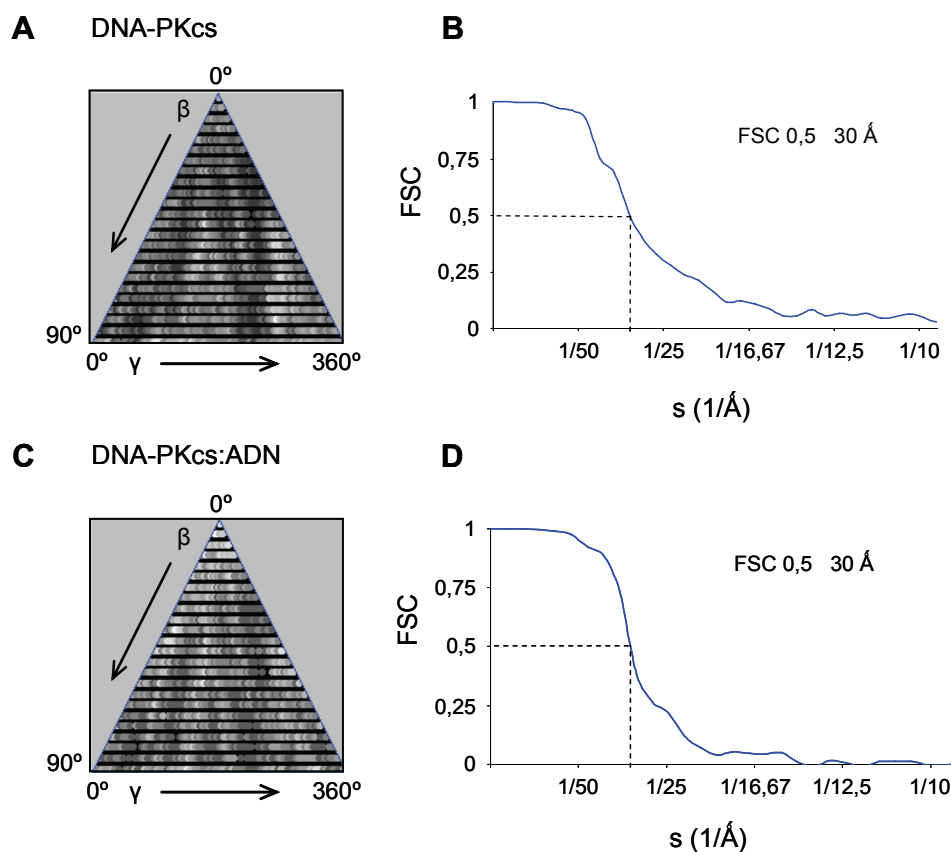 A DNA-PKcs
0º
β
90º
0º γ 360º
B
1
0,75
0,5
0,25
0
FSC
FSC 0,5 30 Å
1/50 1/25 1/16,67 1/12,5 1/10
s (1/Å)
C DNA-PKcs:ADN
0º
β
90º
0º γ 360º
D
1
0,75
0,5
0,25
0
FSC
FSC 0,5 30 Å
1/50 1/25 1/16,67 1/12,5 1/10
s (1/Å)